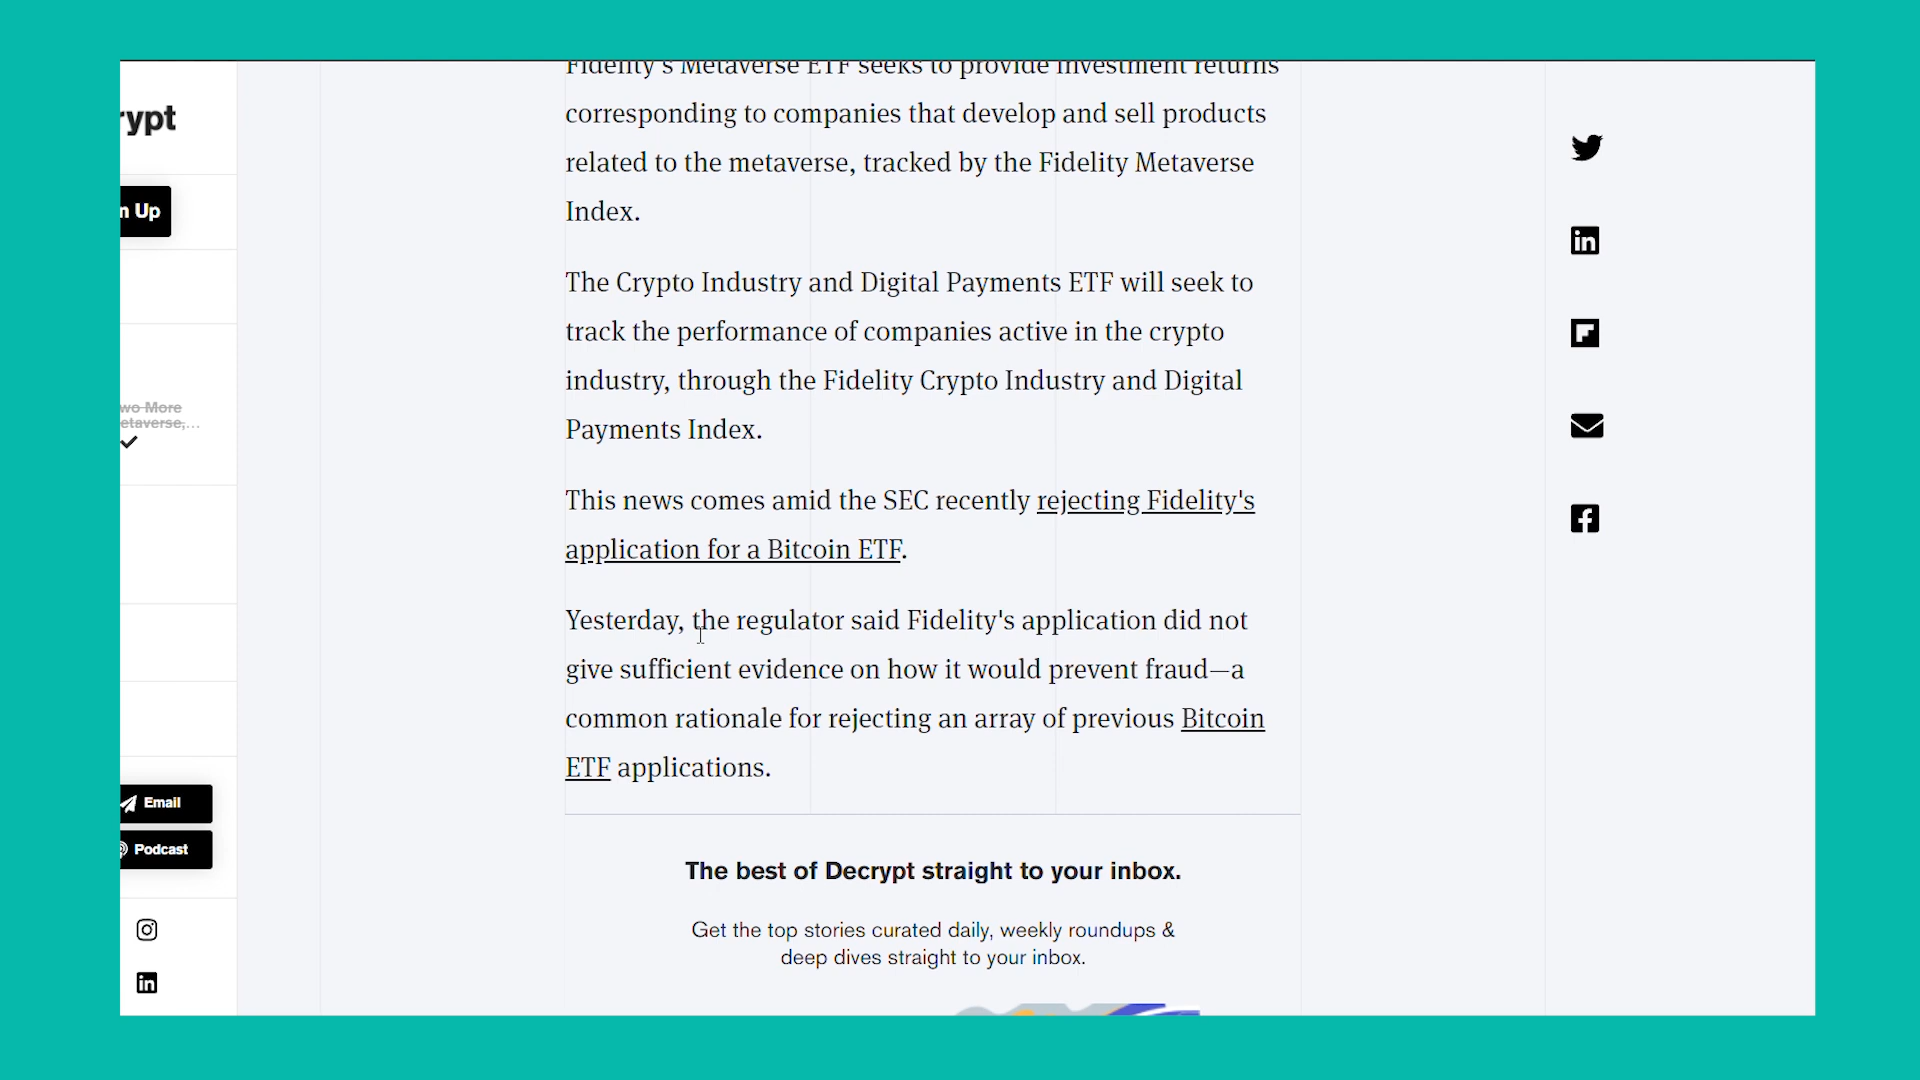 rypt
n Up
wo More
etaverse,...
Email
Podcast
Fidelity's Metaverse ETF seeks to provide investment returns
corresponding to companies that develop and sell products
related to the metaverse, tracked by the Fidelity Metaverse
Index.
The Crypto Industry and Digital Payments ETF will seek to
track the performance of companies active in the crypto
industry, through the Fidelity Crypto Industry and Digital
Payments Index.
This news comes amid the SEC recently rejecting Fidelity's
application for a Bitcoin ETF.
Yesterday, the regulator said Fidelity's application did not
give sufficient evidence on how it would prevent fraud—a
common rationale for rejecting an array of previous Bitcoin
ETF applications.
The best of Decrypt straight to your inbox.
Get the top stories curated daily, weekly roundups &
deep dives straight to your inbox.